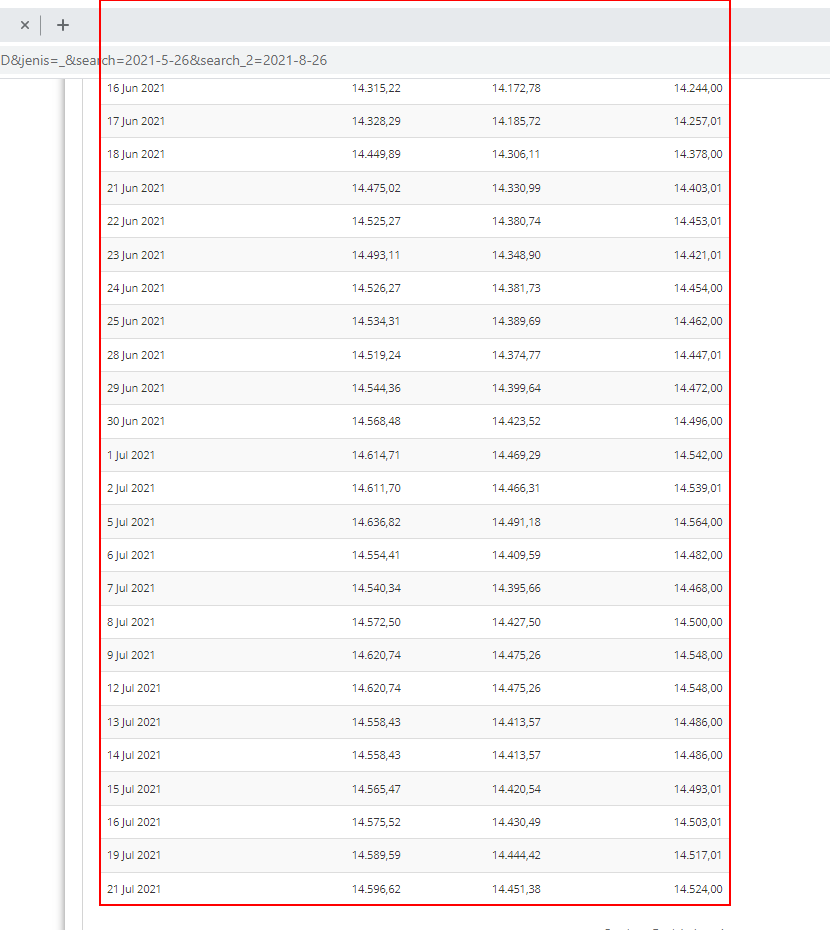 × +
D&jenis=_&search=2021-5-26&search_2=2021-8-26
16 Jun 2021 14.315,22 14.172,78 14.244,00
17 Jun 2021 14.328,29 14.185,72 14.257,01
18 Jun 2021 14.449,89 14.306,11 14.378,00
21 Jun 2021 14.475,02 14.330,99 14.403,01
22 Jun 2021 14.525,27 14.380,74 14.453,01
23 Jun 2021 14.493,11 14.348,90 14.421,01
24 Jun 2021 14.526,27 14.381,73 14.454,00
25 Jun 2021 14.534,31 14.389,69 14.462,00
28 Jun 2021 14.519,24 14.374,77 14.447,01
29 Jun 2021 14.544,36 14.399,64 14.472,00
30 Jun 2021 14.568,48 14.423,52 14.496,00
1 Jul 2021 14.614,71 14.469,29 14.542,00
2 Jul 2021 14.611,70 14.466,31 14.539,01
5 Jul 2021 14.636,82 14.491,18 14.564,00
6 Jul 2021 14.554,41 14.409,59 14.482,00
7 Jul 2021 14.540,34 14.395,66 14.468,00
8 Jul 2021 14.572,50 14.427,50 14.500,00
9 Jul 2021 14.620,74 14.475,26 14.548,00
12 Jul 2021 14.620,74 14.475,26 14.548,00
13 Jul 2021 14.558,43 14.413,57 14.486,00
14 Jul 2021 14.558,43 14.413,57 14.486,00
15 Jul 2021 14.565,47 14.420,54 14.493,01
16 Jul 2021 14.575,52 14.430,49 14.503,01
19 Jul 2021 14.589,59 14.444,42 14.517,01
21 Jul 2021 14.596,62 14.451,38 14.524,00